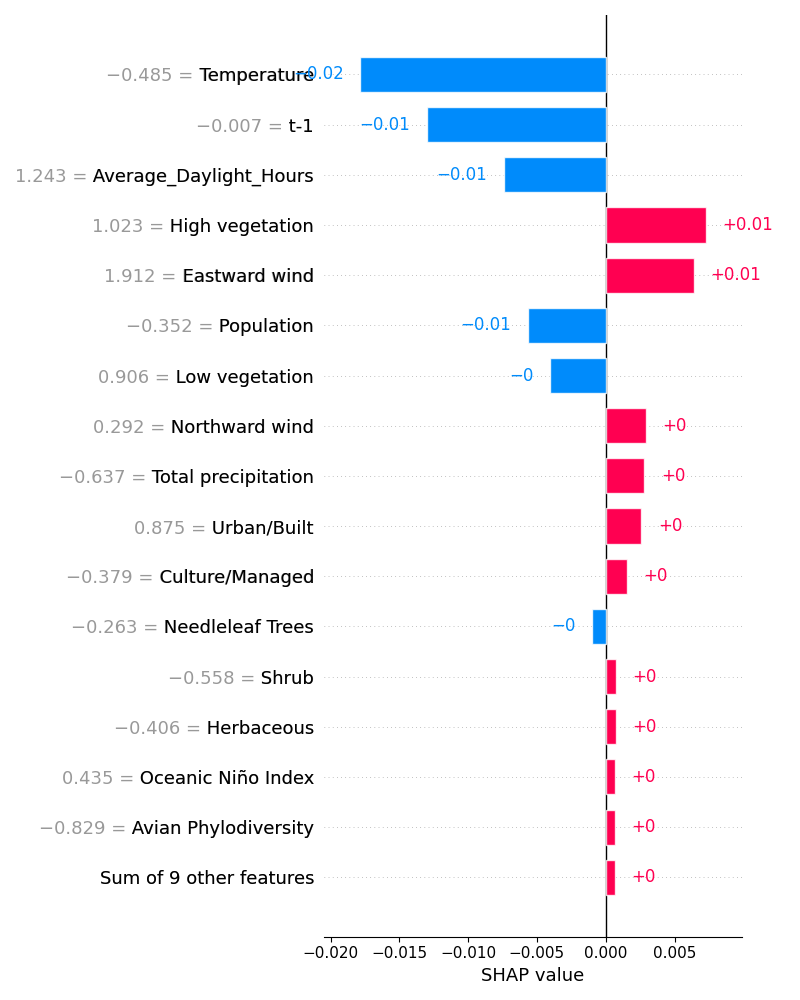 −0.485 = Temperature −0.02
−0.007 = t-1 −0.01
1.243 = Average_Daylight_Hours −0.01
1.023 = High vegetation +0.01
1.912 = Eastward wind +0.01
−0.352 = Population −0.01
0.906 = Low vegetation −0
0.292 = Northward wind +0
−0.637 = Total precipitation +0
0.875 = Urban/Built +0
−0.379 = Culture/Managed +0
−0.263 = Needleleaf Trees −0
−0.558 = Shrub +0
−0.406 = Herbaceous +0
0.435 = Oceanic Niño Index +0
−0.829 = Avian Phylodiversity +0
Sum of 9 other features +0
−0.020 −0.015 −0.010 −0.005 0.000 0.005
SHAP value